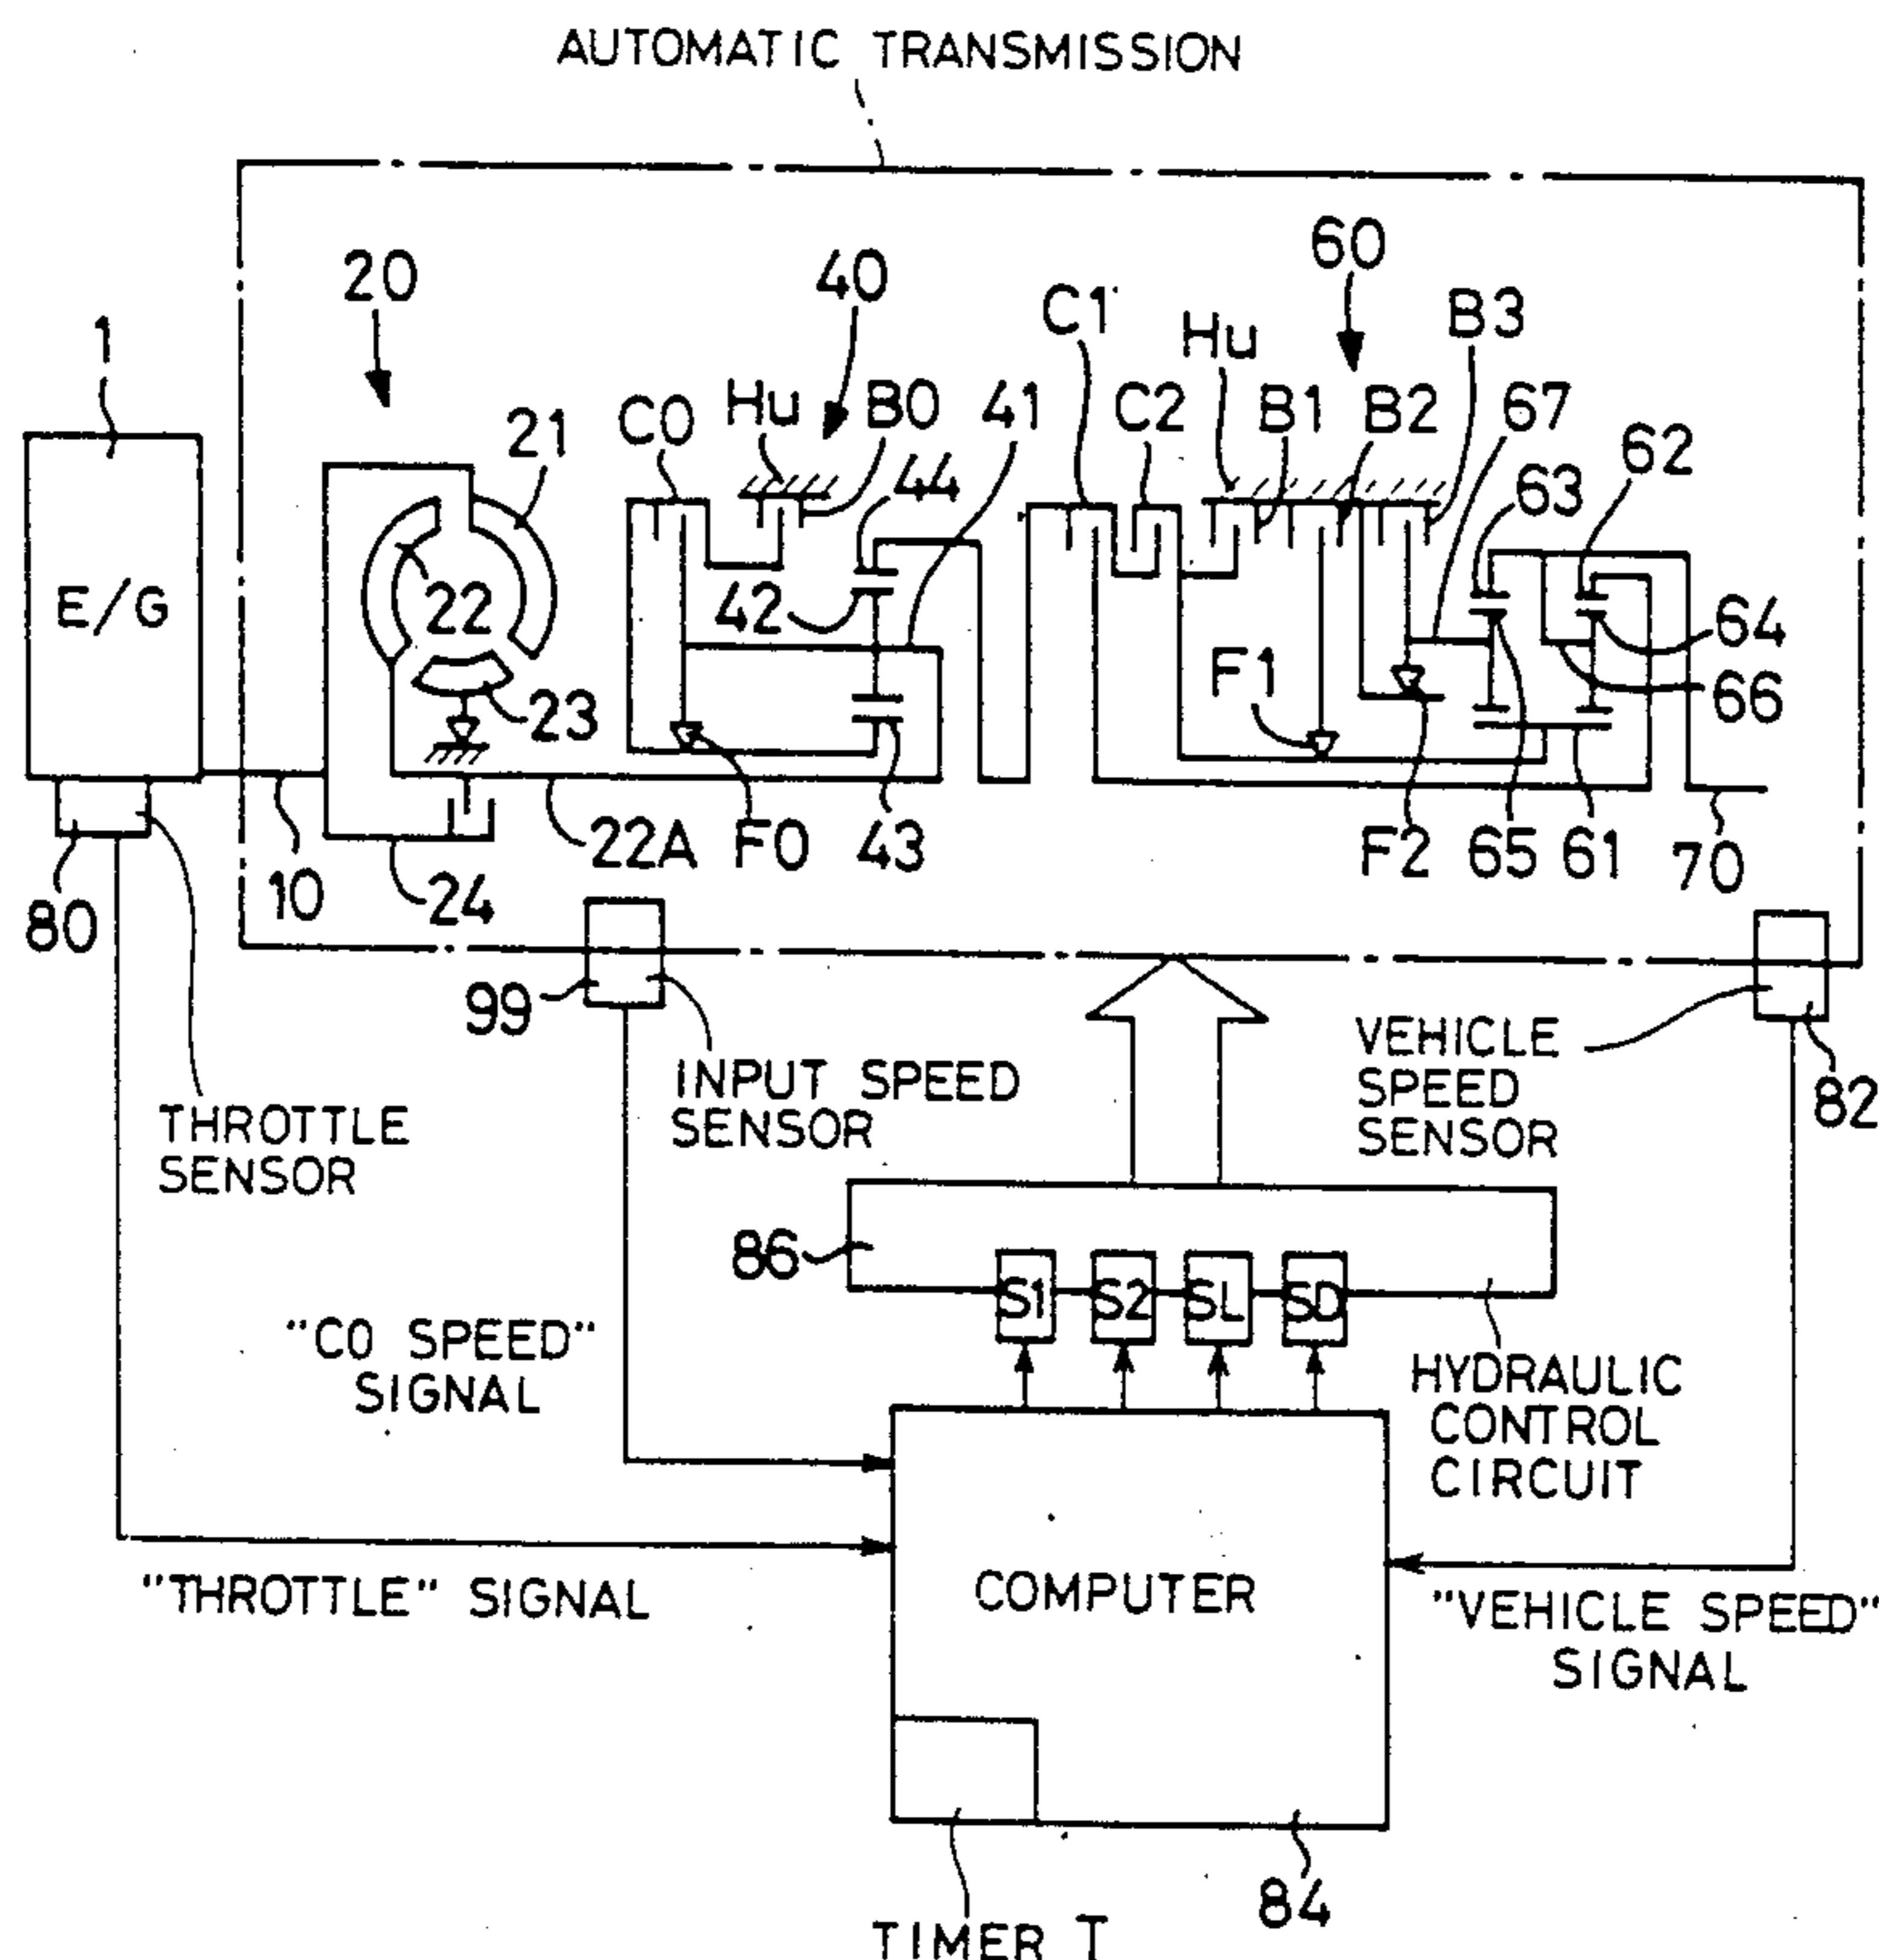 AUTOMATIC TRANSMISSION
60
20
40
C1
B3
1
Hu
Hu
B0
41
C2
B1
B2
67
C0
21
44
63
62
E/G
22
42
64
F1
66
23
22A
F0
43
F2
65
61
70
80
10
24
99
INPUT SPEED
SENSOR
VEHICLE
SPEED
SENSOR
82
THROTTLE
SENSOR
86
S1
S2
SL
SD
"C0 SPEED"
SIGNAL
HYDRAULIC
CONTROL
CIRCUIT
"THROTTLE" SIGNAL
COMPUTER
"VEHICLE SPEED"
SIGNAL
84
TIMER T